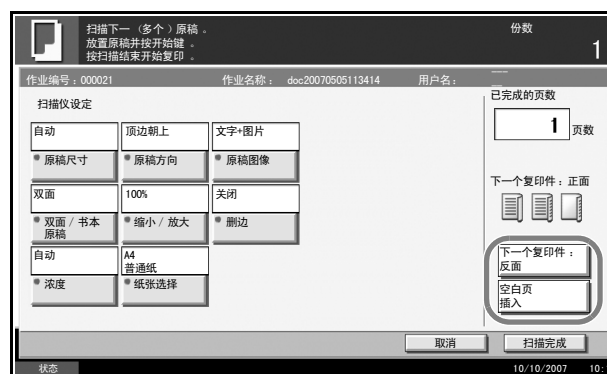 扫描下一（多个）原稿 。
放置原稿并按开始键 。
按扫描结束开始复印 。
份数
1
作业编号：000021 作业名称： doc20070505113414 用户名：
扫描仪设定
自动 顶边朝上 文字+图片
原稿尺寸 原稿方向 原稿图像
双面 100% 关闭
双面 / 书本
原稿
缩小 / 放大 删边
自动 A4
普通纸
浓度 纸张选择
已完成的页数
1 页数
下一个复印件：正面
下一个复印件：
反面
空白页
插入
取消 扫描完成
状态 10/10/2007 10: